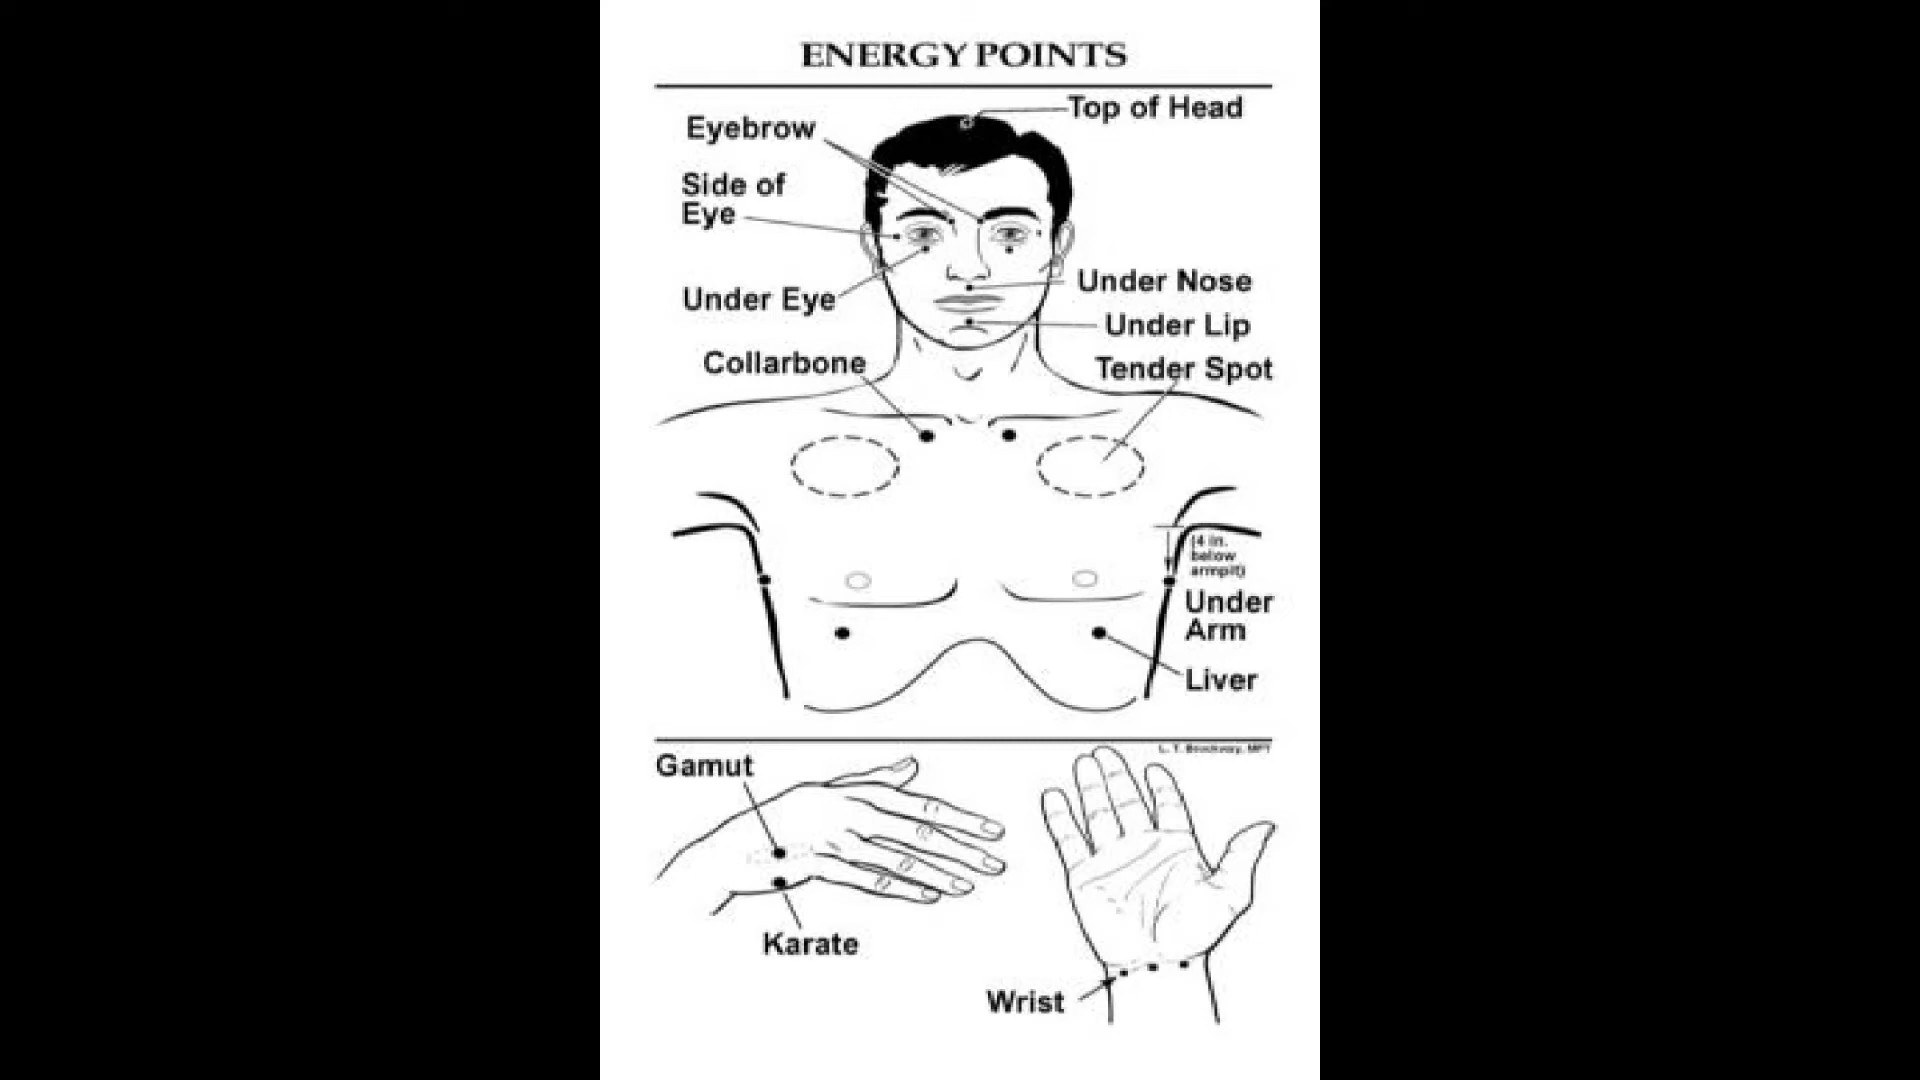 ENERGY POINTS
Top of Head
Eyebrow
Side of
Eye
Under Nose
Under Eye
Under Lip
Collarbone
Tender Spot
(4 in.
below
armpit)
Under
Arm
Liver
L. T.
MFT
Gamut
Karate
Wrist